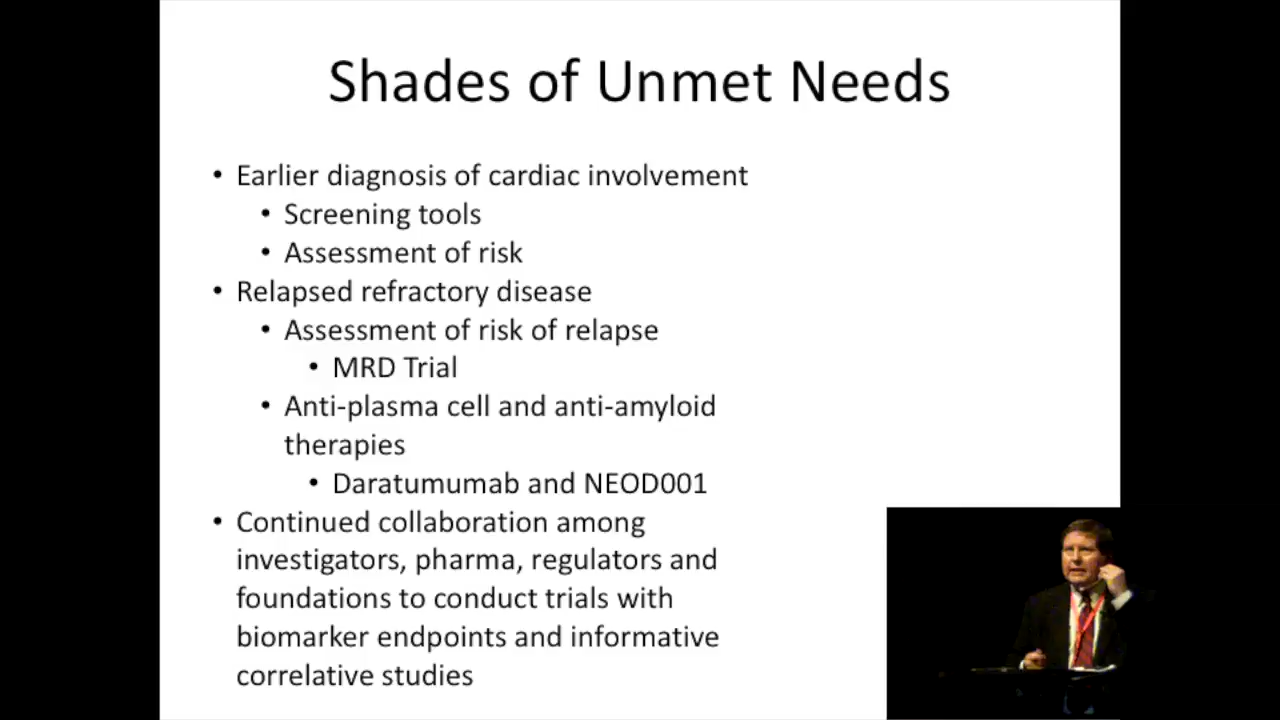 Shades of Unmet Needs
• Earlier diagnosis of cardiac involvement
• Screening tools
• Assessment of risk
• Relapsed refractory disease
• Assessment of risk of relapse
• MRD Trial
• Anti-plasma cell and anti-amyloid
therapies
• Daratumumab and NEOD001
• Continued collaboration among
investigators, pharma, regulators and
foundations to conduct trials with
biomarker endpoints and informative
correlative studies